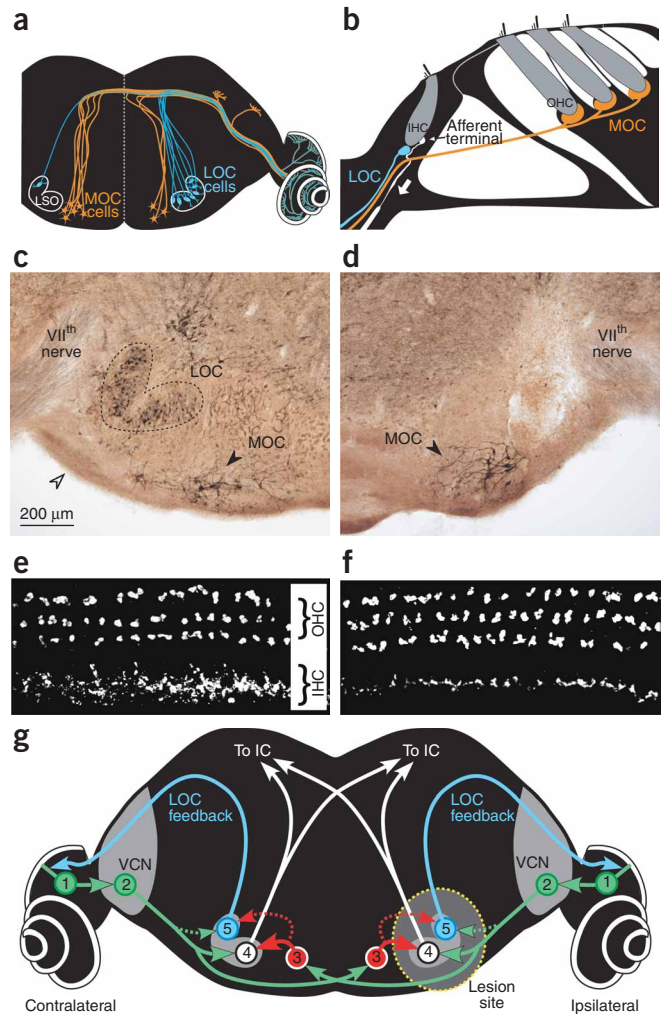 a
LSO
MOC
cells
LOC
cells
b
IHC
OHC
Afferent
terminal
LOC
MOC
c
VIIth
nerve
LOC
MOC
200 μm
d
VIIth
nerve
MOC
e
OHC
IHC
f
g
To IC
To IC
LOC
feedback
LOC
feedback
VCN
VCN
1
2
5
4
3
3
5
4
2
1
Lesion
site
Contralateral
Ipsilateral